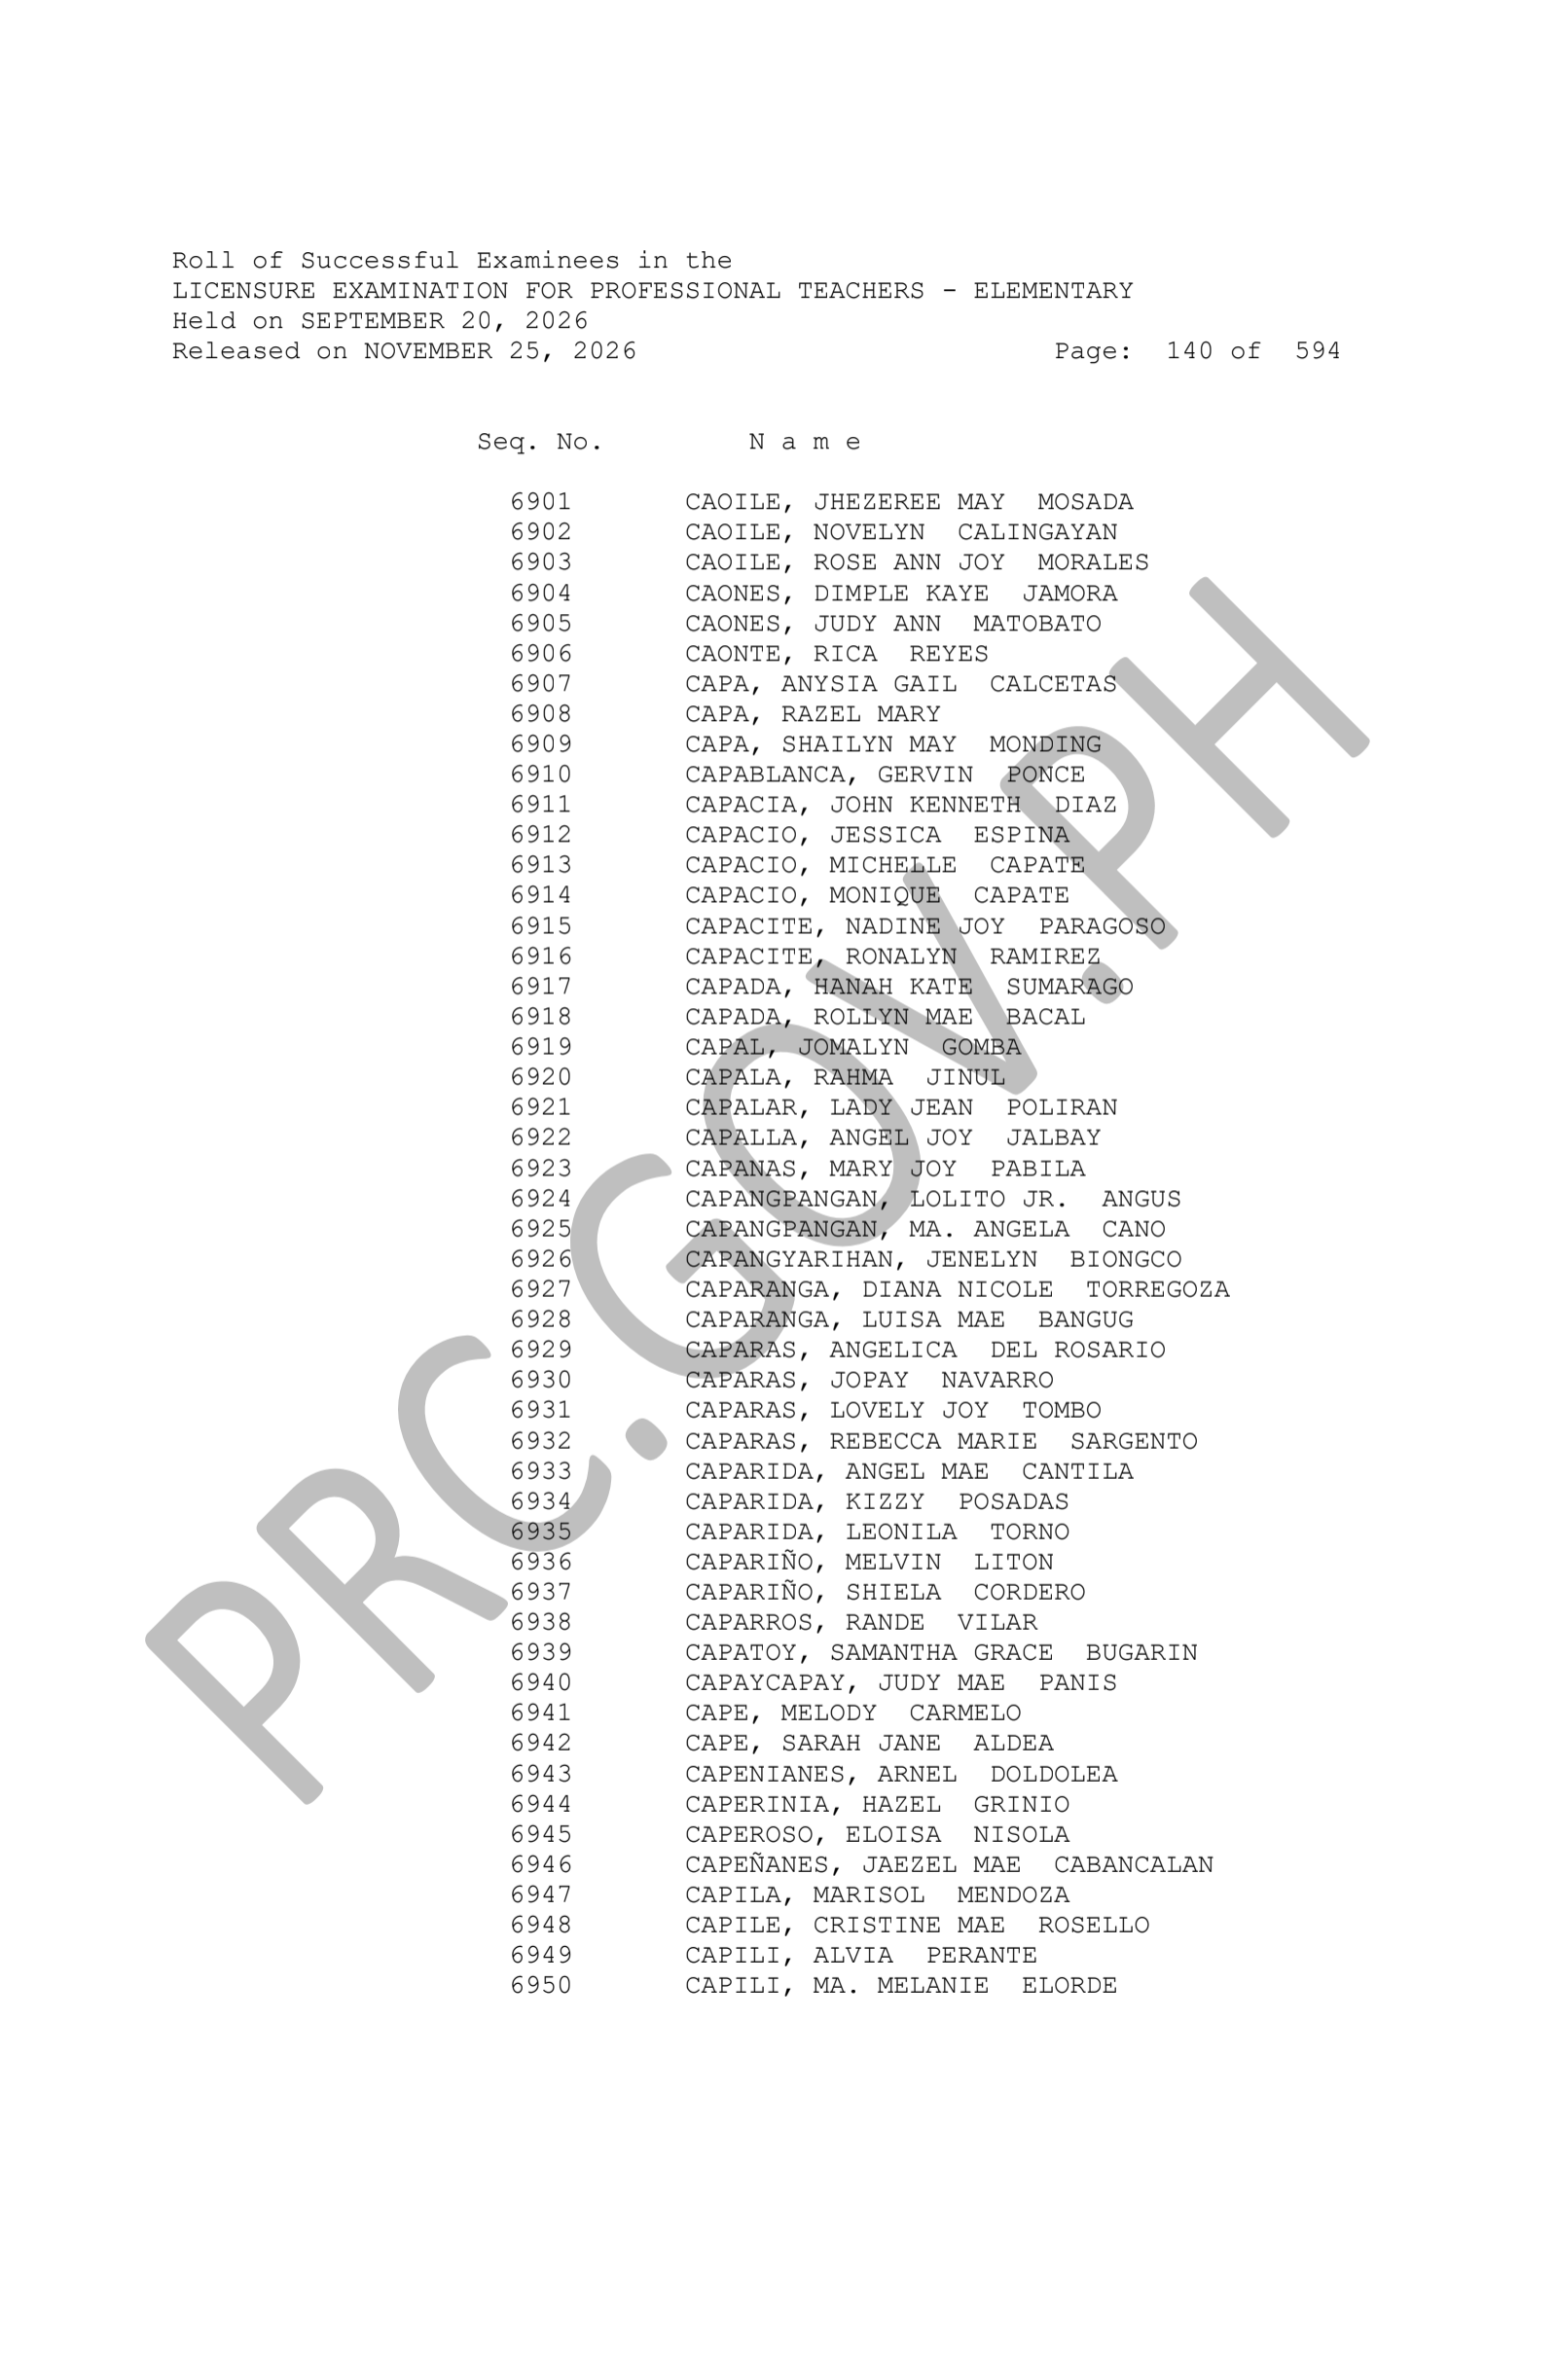 Roll of Successful Examinees in the
LICENSURE EXAMINATION FOR PROFESSIONAL TEACHERS - ELEMENTARY
Held on SEPTEMBER 20, 2026
Released on NOVEMBER 25, 2026 Page: 140 of 594
Seq. No. N a m e
6901 CAOILE, JHEZEREE MAY MOSADA
6902 CAOILE, NOVELYN CALINGAYAN
6903 CAOILE, ROSE ANN JOY MORALES
6904 CAONES, DIMPLE KAYE JAMORA
6905 CAONES, JUDY ANN MATOBATO
6906 CAONTE, RICA REYES
6907 CAPA, ANYSIA GAIL CALCETAS
6908 CAPA, RAZEL MARY
6909 CAPA, SHAILYN MAY MONDING
6910 CAPABLANCA, GERVIN PONCE
6911 CAPACIA, JOHN KENNETH DIAZ
6912 CAPACIO, JESSICA ESPINA
6913 CAPACIO, MICHELLE CAPATE
6914 CAPACIO, MONIQUE CAPATE
6915 CAPACITE, NADINE JOY PARAGOSO
6916 CAPACITE, RONALYN RAMIREZ
6917 CAPADA, HANAH KATE SUMARAGO
6918 CAPADA, ROLLYN MAE BACAL
6919 CAPAL, JOMALYN GOMBA
6920 CAPALA, RAHMA JINUL
6921 CAPALAR, LADY JEAN POLIRAN
6922 CAPALLA, ANGEL JOY JALBAY
6923 CAPANAS, MARY JOY PABILA
6924 CAPANGPANGAN, LOLITO JR. ANGUS
6925 CAPANGPANGAN, MA. ANGELA CANO
6926 CAPANGYARIHAN, JENELYN BIONGCO
6927 CAPARANGA, DIANA NICOLE TORREGOZA
6928 CAPARANGA, LUISA MAE BANGUG
6929 CAPARAS, ANGELICA DEL ROSARIO
6930 CAPARAS, JOPAY NAVARRO
6931 CAPARAS, LOVELY JOY TOMBO
6932 CAPARAS, REBECCA MARIE SARGENTO
6933 CAPARIDA, ANGEL MAE CANTILA
6934 CAPARIDA, KIZZY POSADAS
6935 CAPARIDA, LEONILA TORNO
6936 CAPARIÑO, MELVIN LITON
6937 CAPARIÑO, SHIELA CORDERO
6938 CAPARROS, RANDE VILAR
6939 CAPATOY, SAMANTHA GRACE BUGARIN
6940 CAPAYCAPAY, JUDY MAE PANIS
6941 CAPE, MELODY CARMELO
6942 CAPE, SARAH JANE ALDEA
6943 CAPENIANES, ARNEL DOLDOLEA
6944 CAPERINIA, HAZEL GRINIO
6945 CAPEROSO, ELOISA NISOLA
6946 CAPEÑANES, JAEZEL MAE CABANCALAN
6947 CAPILA, MARISOL MENDOZA
6948 CAPILE, CRISTINE MAE ROSELLO
6949 CAPILI, ALVIA PERANTE
6950 CAPILI, MA. MELANIE ELORDE
PRC.GOV.PH